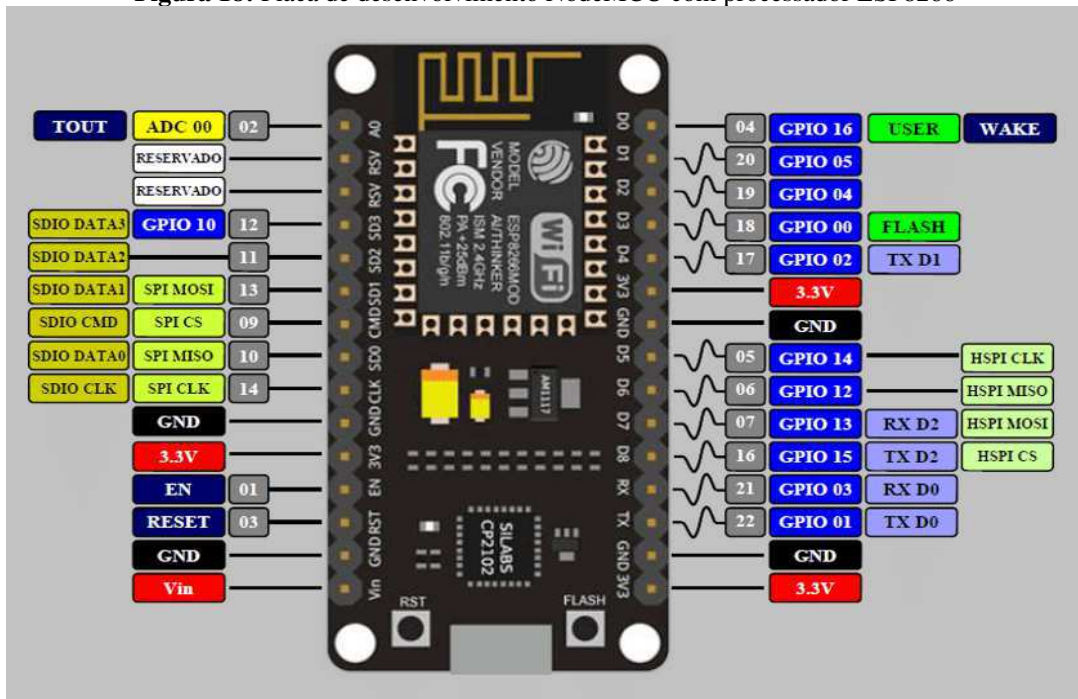 Figura 18: Placa de desenvolvimento NodeMCU com processador ESP8266
TOUT ADC 00 02 A0 D0 04 GPIO 16 USER WAKE
RESERVADO RSV D1 20 GPIO 05
RESERVADO RSV D2 19 GPIO 04
SDIO DATA3 GPIO 10 12 SD3 D3 18 GPIO 00 FLASH
SDIO DATA2 11 SD2 D4 17 GPIO 02 TX D1
SDIO DATA1 SPI MOSI 13 SD1 3V3 3.3V
SDIO CMD SPI CS 09 CMD GND GND
SDIO DATA0 SPI MISO 10 SD0 D5 05 GPIO 14 HSPI CLK
SDIO CLK SPI CLK 14 CLK D6 06 GPIO 12 HSPI MISO
GND GND D7 07 GPIO 13 RX D2 HSPI MOSI
3.3V 3V3 D8 16 GPIO 15 TX D2 HSPI CS
EN 01 EN RX 21 GPIO 03 RX D0
RESET 03 RST TX 22 GPIO 01 TX D0
GND GND GND GND
Vin Vin 3V3 3.3V
MODEL
VENDOR
ESP8266MOD
AI/THINKER
ISM 2.4GHz
PA +25dBm
802.11b/g/n
FC
WiFi
AM1117
SILABS
CP2102
RST FLASH